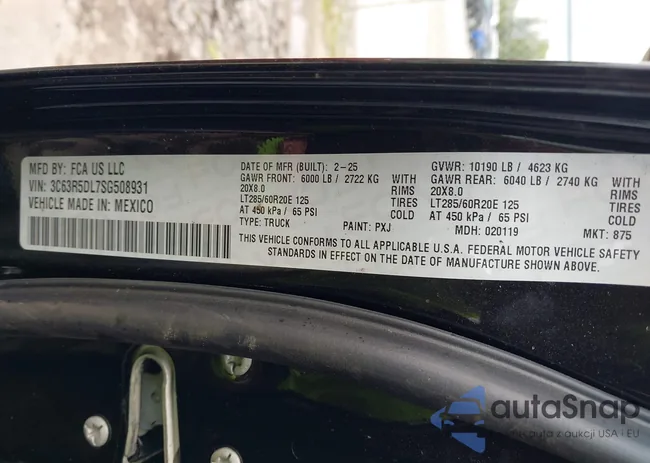 MFD BY: FCA US LLC
VIN: 3C63R5DL7SG508931
VEHICLE MADE IN: MEXICO
DATE OF MFR (BUILT): 2-25
GAWR FRONT: 6000 LB / 2722 KG WITH
20X8.0 RIMS
LT285/60R20E 125 TIRES
AT 450 kPa / 65 PSI COLD
TYPE: TRUCK PAINT: PXJ
GVWR: 10190 LB / 4623 KG
GAWR REAR: 6040 LB / 2740 KG WITH
20X8.0 RIMS
LT285/60R20E 125 TIRES
AT 450 kPa / 65 PSI COLD
MDH: 020119 MKT: 875
THIS VEHICLE CONFORMS TO ALL APPLICABLE U.S.A. FEDERAL MOTOR VEHICLE SAFETY
STANDARDS IN EFFECT ON THE DATE OF MANUFACTURE SHOWN ABOVE.
autoSnap
auta z aukcji USA - EU